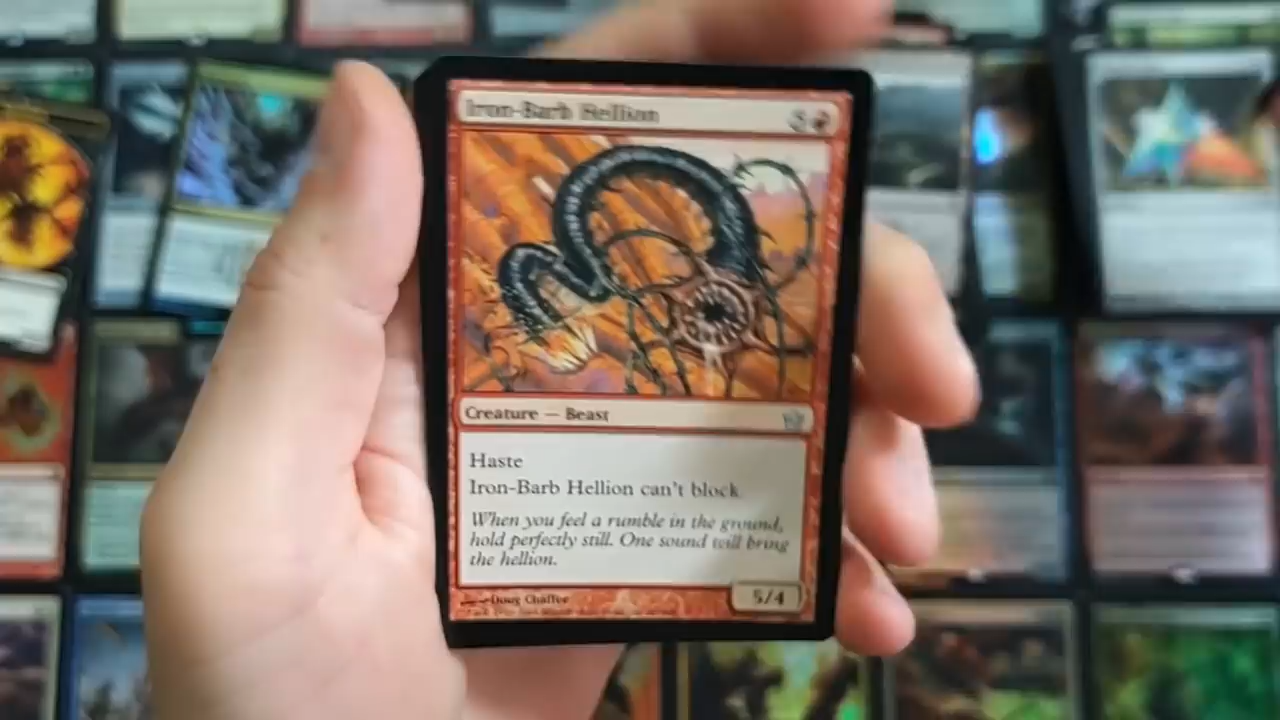 Iron-Barb Hellion
5
Creature — Beast
Haste
Iron-Barb Hellion can't block.
When you feel a rumble in the ground,
hold perfectly still. One sound will bring
the hellion.
Doug Chaffee
5/4